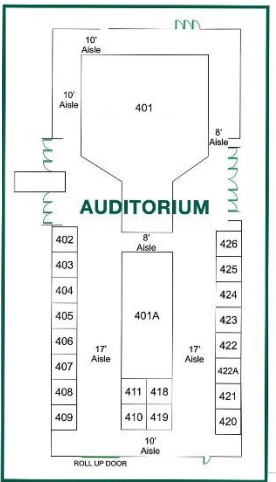 10'
Aisle
10'
Aisle
401
8'
Aisle
AUDITORIUM
8'
Aisle
402
426
403
425
404
424
405
401A
423
406
422
17'
Aisle
17'
Aisle
407
422A
408
411
418
421
409
410
419
420
10'
Aisle
ROLL UP DOOR